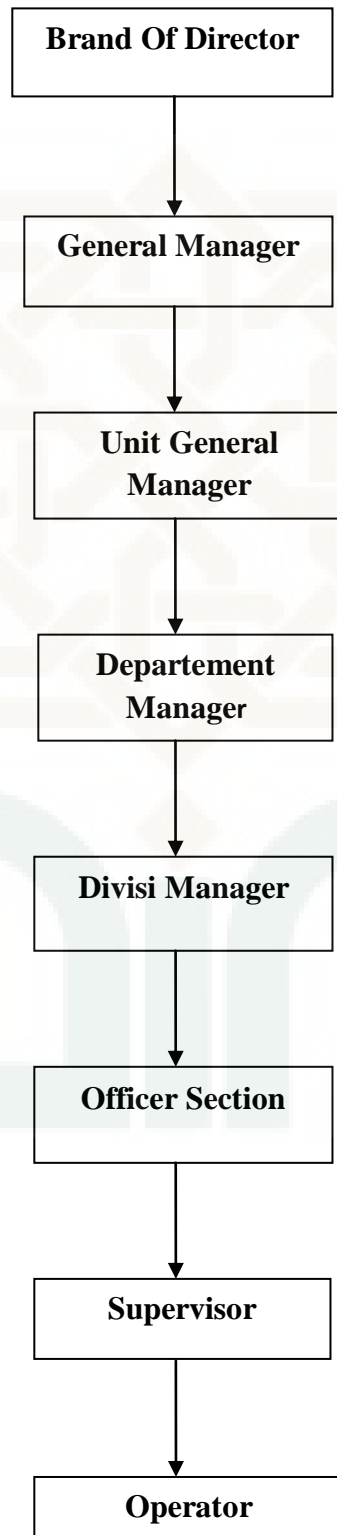 Brand Of Director
General Manager
Unit General
Manager
Departement
Manager
Divisi Manager
Officer Section
Supervisor
Operator